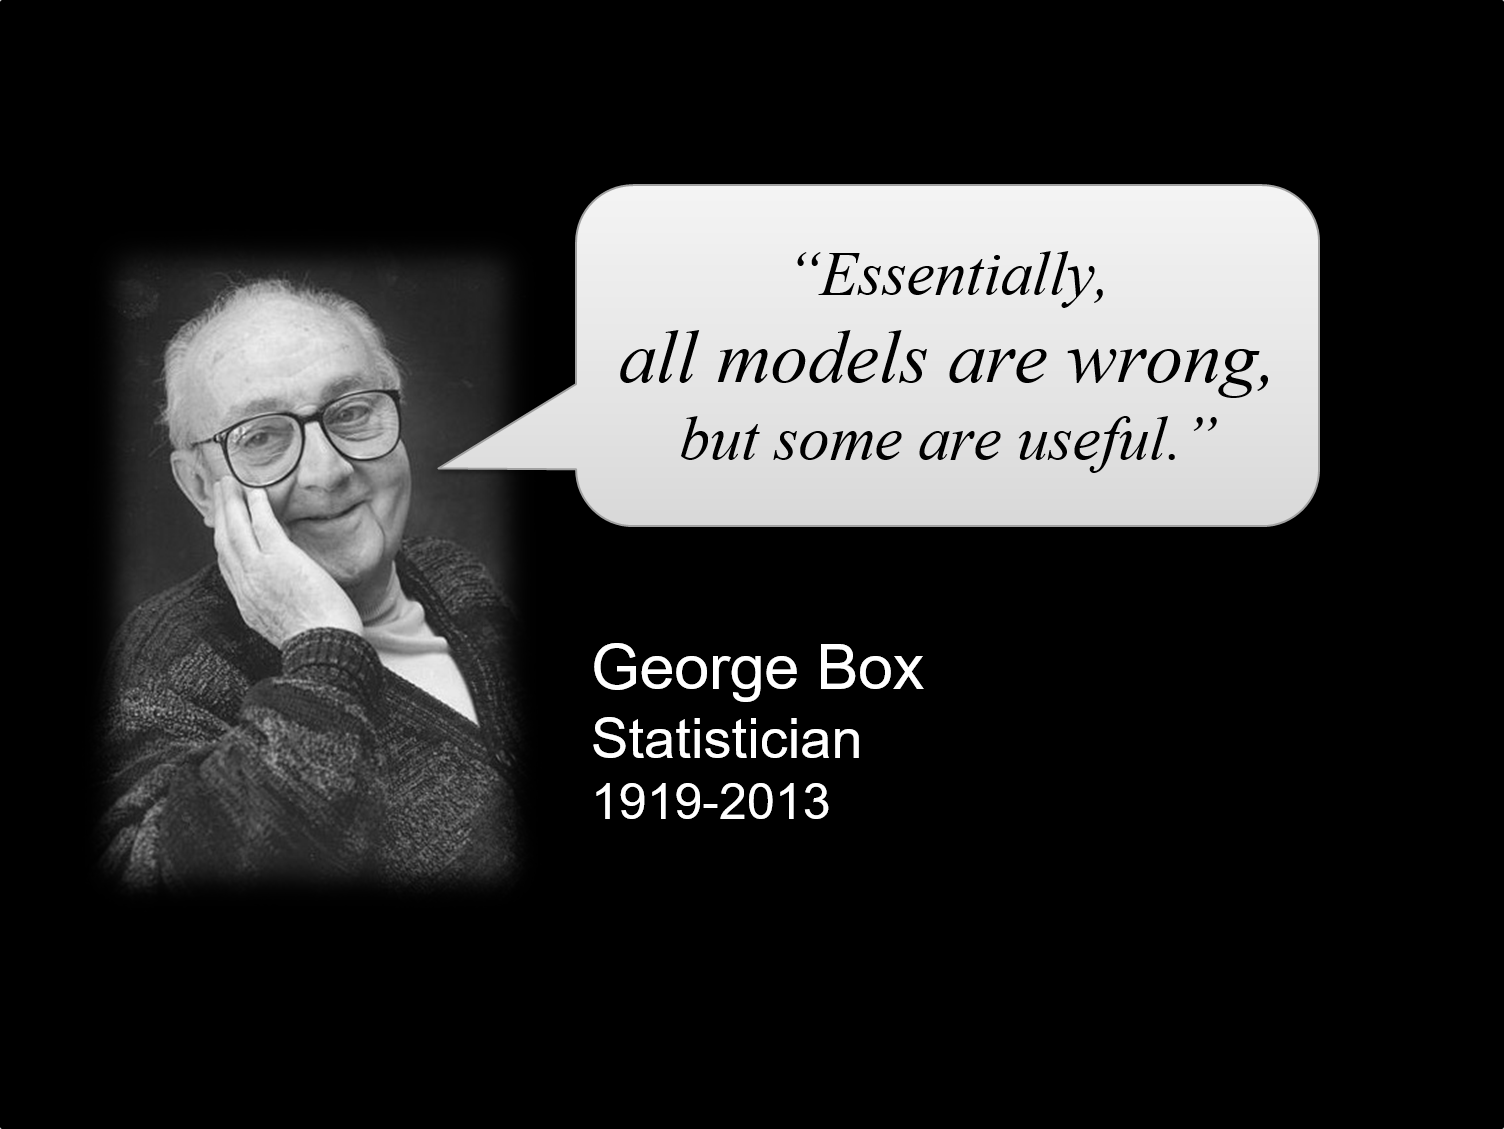 “Essentially,
all models are wrong,
but some are useful.”
George Box
Statistician
1919-2013